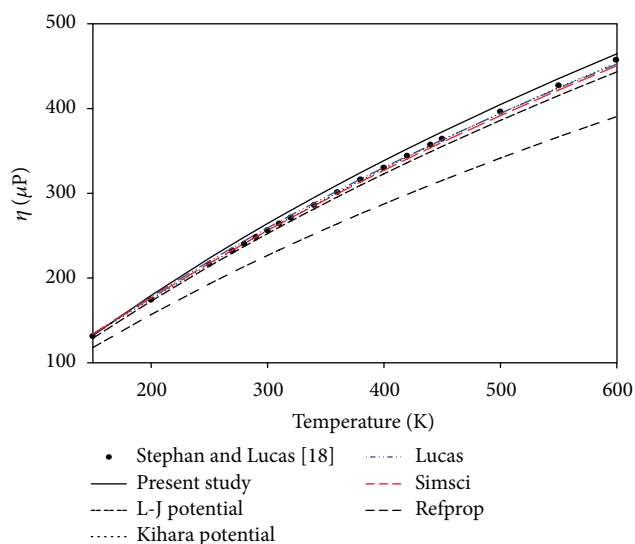 500
400
300
200
100
η (μP)
200 300 400 500 600
Temperature (K)
Stephan and Lucas [18]
Present study
L-J potential
Kihara potential
Lucas
Simsci
Refprop